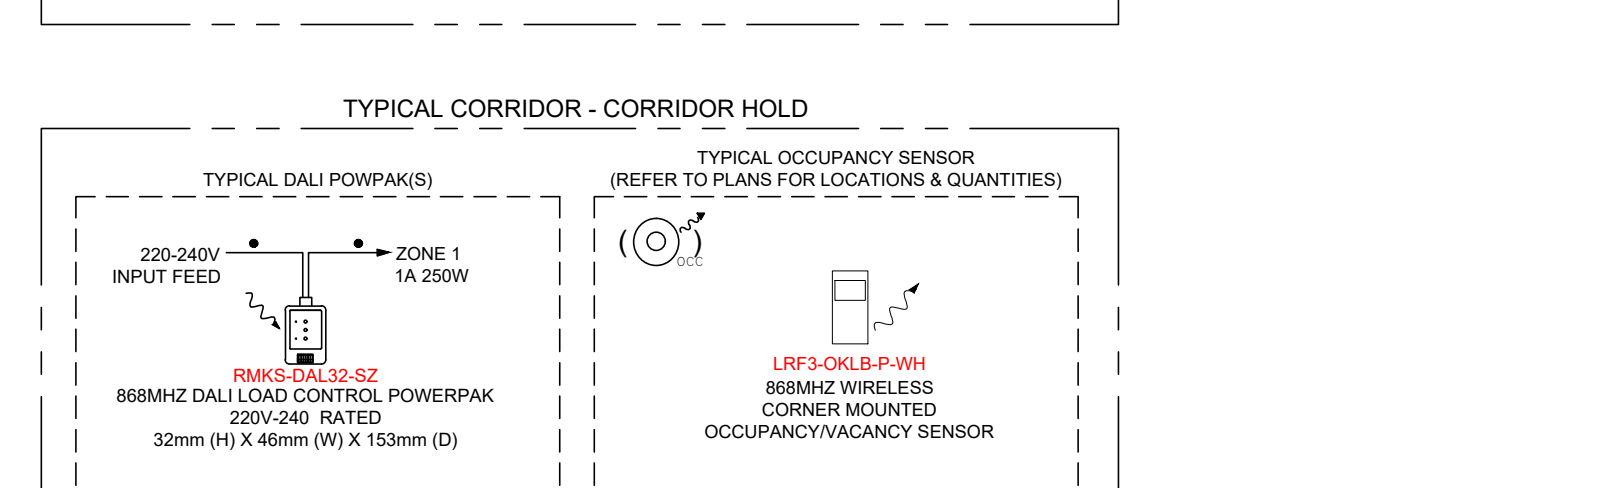 TYPICAL CORRIDOR - CORRIDOR HOLD
TYPICAL DALI POWPAK(S)
220-240V
INPUT FEED
ZONE 1
1A 250W
RMKS-DAL32-SZ
868MHZ DALI LOAD CONTROL POWERPAK
220V-240 RATED
32mm (H) X 46mm (W) X 153mm (D)
TYPICAL OCCUPANCY SENSOR
(REFER TO PLANS FOR LOCATIONS & QUANTITIES)
OCC
LRF3-OKLB-P-WH
868MHZ WIRELESS
CORNER MOUNTED
OCCUPANCY/VACANCY SENSOR